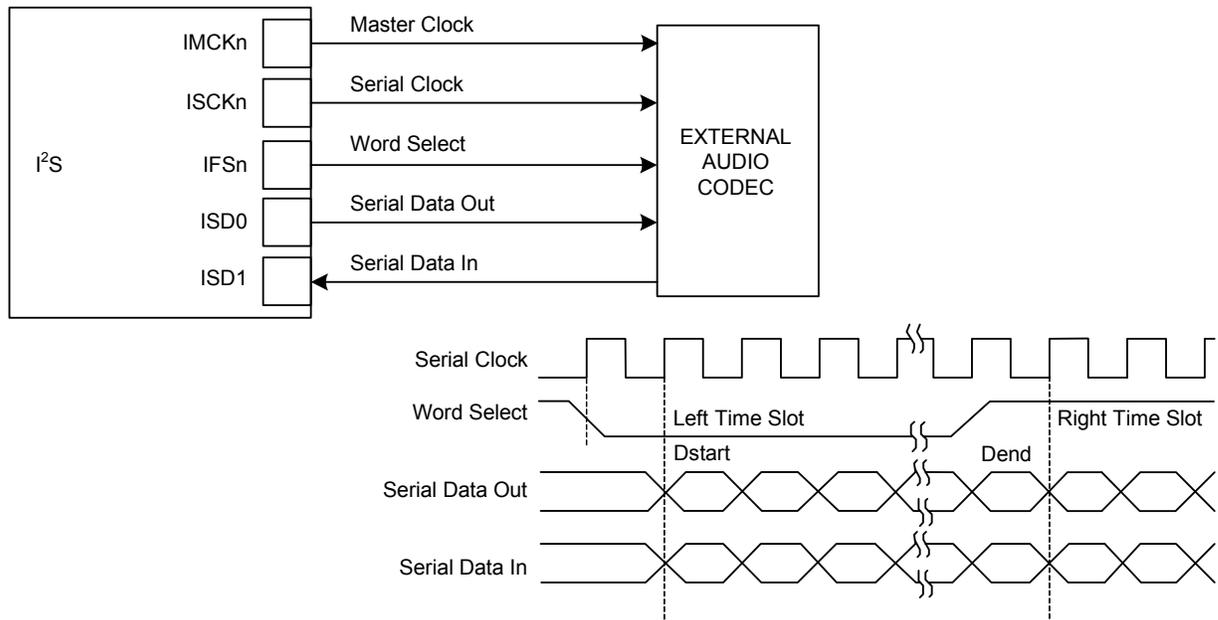 I²S
IMCKn
Master Clock
ISCKn
Serial Clock
IFSn
Word Select
ISD0
Serial Data Out
ISD1
Serial Data In
EXTERNAL
AUDIO
CODEC
Serial Clock
Word Select
Left Time Slot
Right Time Slot
Dstart
Dend
Serial Data Out
Serial Data In